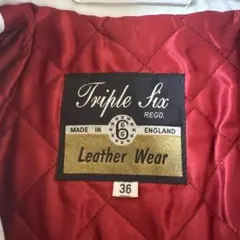 Triple Six
REGD.
MADE IN 6 ENGLAND
Leather Wear
36